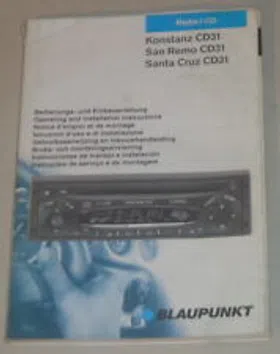 Radio / CD
Konstanz CD31
San Remo CD31
Santa Cruz CD31
Bedienungs- und Einbauanleitung
Operating and installation instructions
Notice d'emploi et de montage
Istruzioni d'uso e di installazione
Gebruiksaanwijzing en inbouwhandleiding
Bruks- och monteringsanvisning
Instrucciones de manejo e instalación
Instruções de serviço e de montagem
BLAUPUNKT